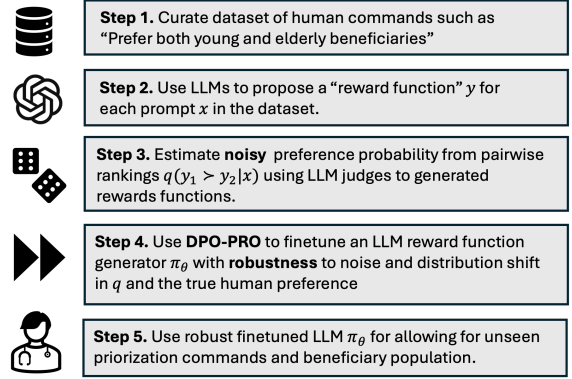 Step 1. Curate dataset of human commands such as
“Prefer both young and elderly beneficiaries”
Step 2. Use LLMs to propose a “reward function” y for
each prompt x in the dataset.
Step 3. Estimate noisy preference probability from pairwise
rankings q(y₁ ≻ y₂|x) using LLM judges to generated
rewards functions.
Step 4. Use DPO-PRO to finetune an LLM reward function
generator π_θ with robustness to noise and distribution shift
in q and the true human preference
Step 5. Use robust finetuned LLM π_θ for allowing for unseen
priorization commands and beneficiary population.